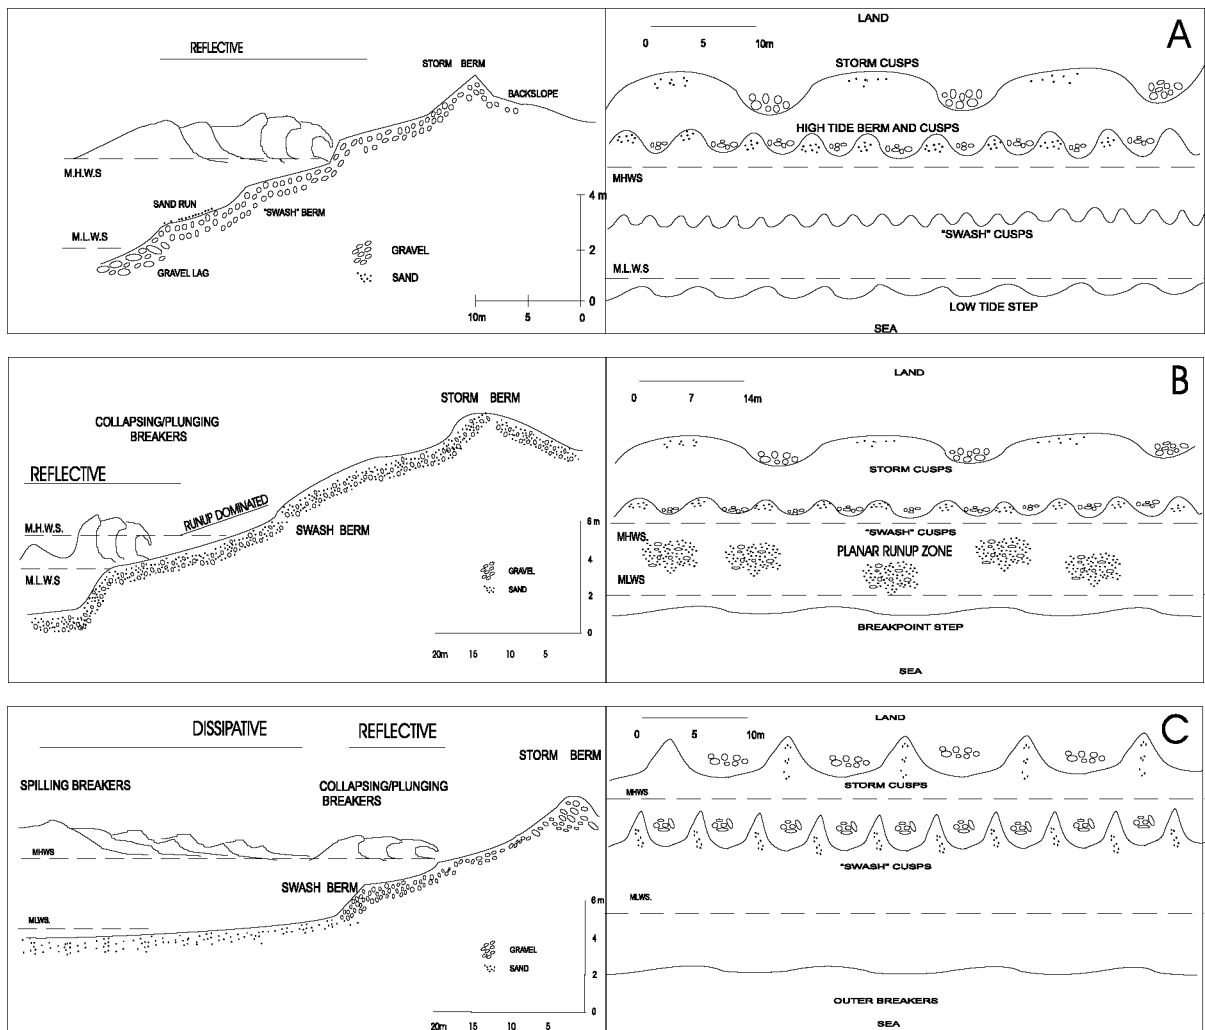 REFLECTIVE
STORM BERM
BACKSLOPE
M.H.W.S
SAND RUN
"SWASH" BERM
M.L.W.S
GRAVEL LAG
GRAVEL
SAND
4 m
2
0
10m 5 0
LAND
A
0 5 10m
STORM CUSPS
HIGH TIDE BERM AND CUSPS
MHWS
"SWASH" CUSPS
M.L.W.S
LOW TIDE STEP
SEA
STORM BERM
COLLAPSING/PLUNGING
BREAKERS
REFLECTIVE
RUNUP DOMINATED
M.H.W.S.
SWASH BERM
M.L.W.S
GRAVEL
SAND
6 m
4
2
0
20m 15 10 5
LAND
B
0 7 14m
STORM CUSPS
"SWASH" CUSPS
MHWS.
PLANAR RUNUP ZONE
MLWS
BREAKPOINT STEP
SEA
DISSIPATIVE
REFLECTIVE
STORM BERM
SPILLING BREAKERS
COLLAPSING/PLUNGING
BREAKERS
MHWS
SWASH BERM
MLWS.
GRAVEL
SAND
6 m
4
2
0
20m 15 10 5
LAND
C
0 5 10m
STORM CUSPS
MHWS
"SWASH" CUSPS
MLWS.
OUTER BREAKERS
SEA